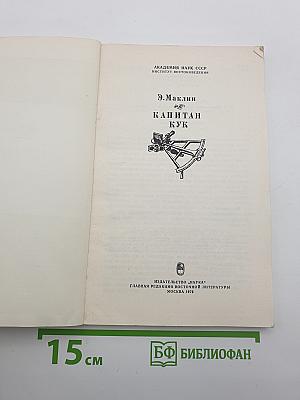 АКАДЕМИЯ НАУК СССР
ИНСТИТУТ ВОСТОКОВЕДЕНИЯ
Э. Маклин
КАПИТАН
КУК
ИЗДАТЕЛЬСТВО «НАУКА»
ГЛАВНАЯ РЕДАКЦИЯ ВОСТОЧНОЙ ЛИТЕРАТУРЫ
МОСКВА 1976
15 см
БФ БИБЛИОФАН